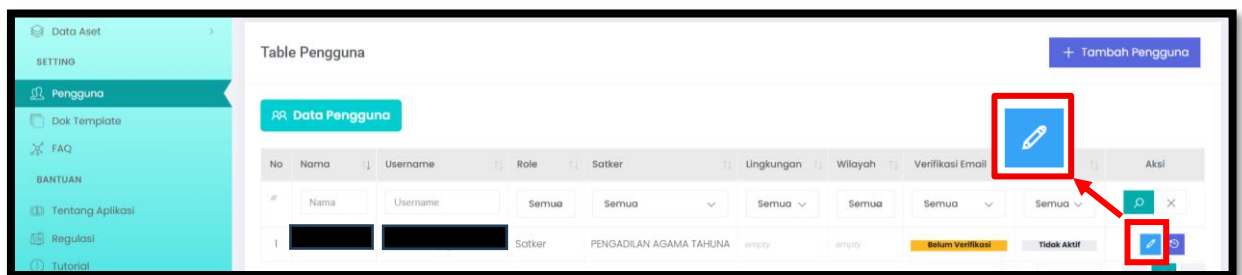 Data Aset
SETTING
Pengguna
Dok Template
FAQ
BANTUAN
Tentang Aplikasi
Regulasi
Tutorial
Table Pengguna
+ Tambah Pengguna
Data Pengguna
No Nama Username Role Satker Lingkungan Wilayah Verifikasi Email Aksi
# Nama Username Semua Semua Semua Semua Semua Semua
1 Satker PENGADILAN AGAMA TAHUNA empty empty Belum Verifikasi Tidak Aktif